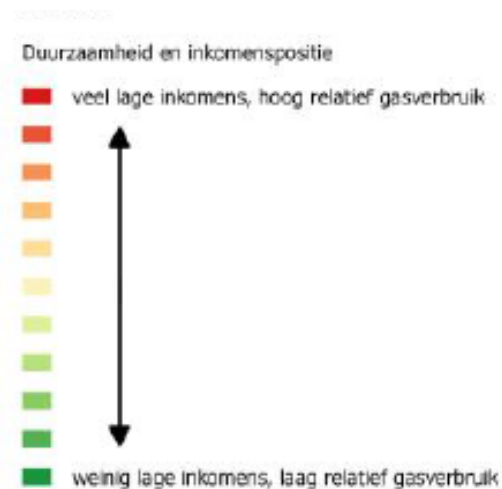 Duurzaamheid en inkomenspositie
veel lage inkomens, hoog relatief gasverbruik
weinig lage inkomens, laag relatief gasverbruik